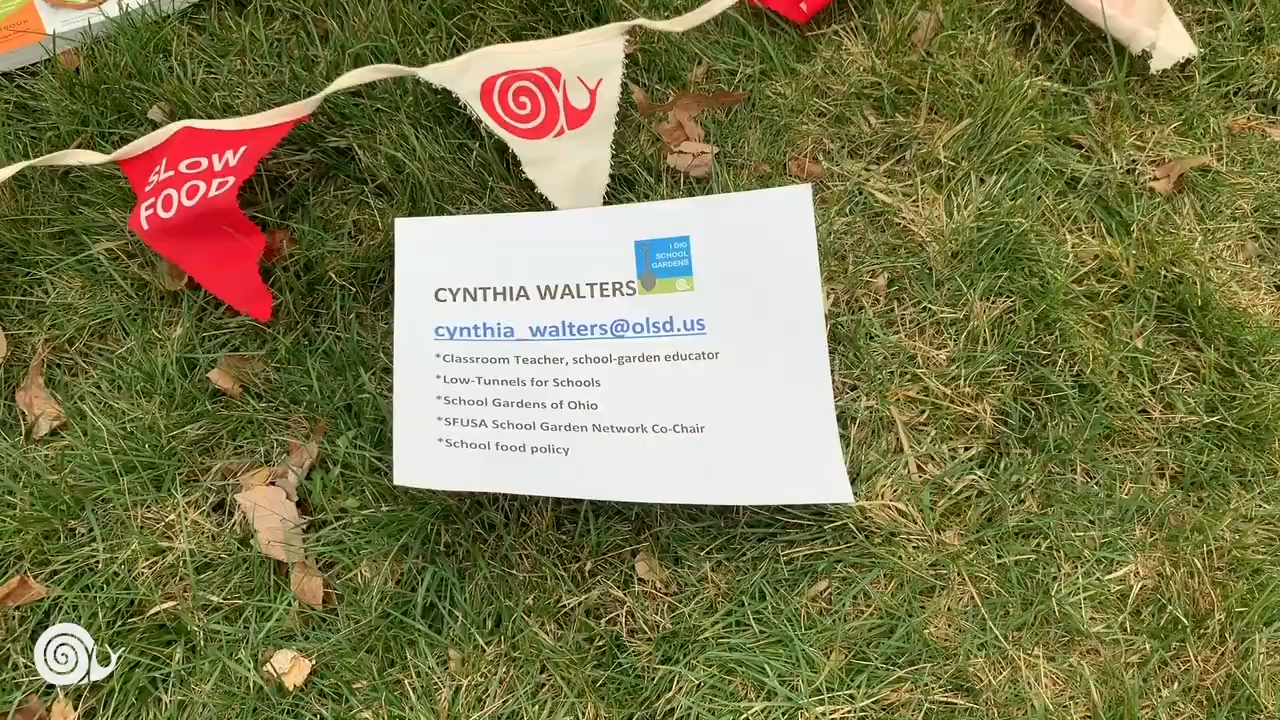 SLOW
FOOD
I DIG
SCHOOL
GARDENS
CYNTHIA WALTERS
cynthia_walters@olsd.us
*Classroom Teacher, school-garden educator
*Low-Tunnels for Schools
*School Gardens of Ohio
*SFUSA School Garden Network Co-Chair
*School food policy